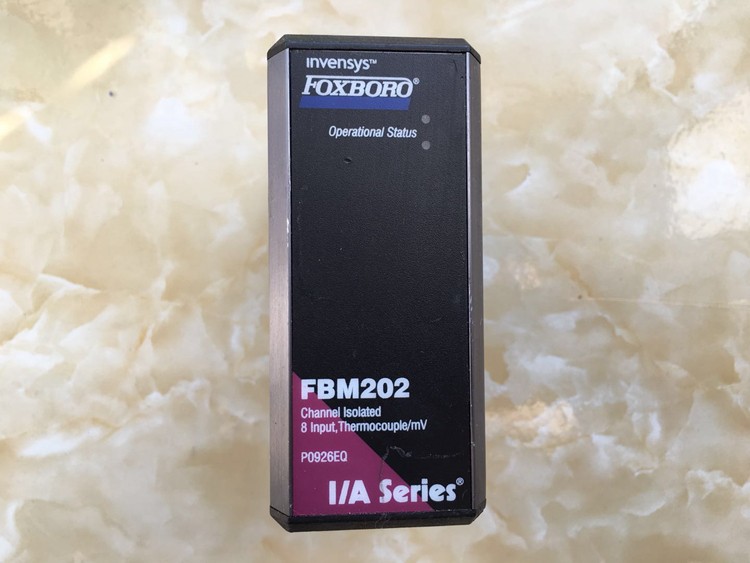 invensys™
FOXBORO®
Operational Status
FBM202
Channel Isolated
8 Input,Thermocouple/mV
P0926EQ
I/A Series®